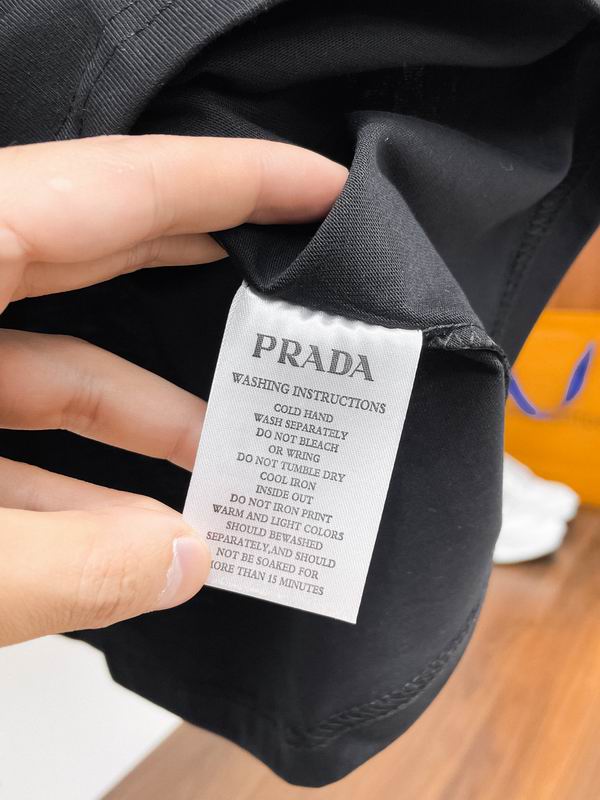 PRADA
WASHING INSTRUCTIONS
COLD HAND
WASH SEPARATELY
DO NOT BLEACH
OR WRING
DO NOT TUMBLE DRY
COOL IRON
INSIDE OUT
DO NOT IRON PRINT
WARM AND LIGHT COLORS
SHOULD BEWASHED
SEPARATELY,AND SHOULD
NOT BE SOAKED FOR
MORE THAN 15 MINUTES